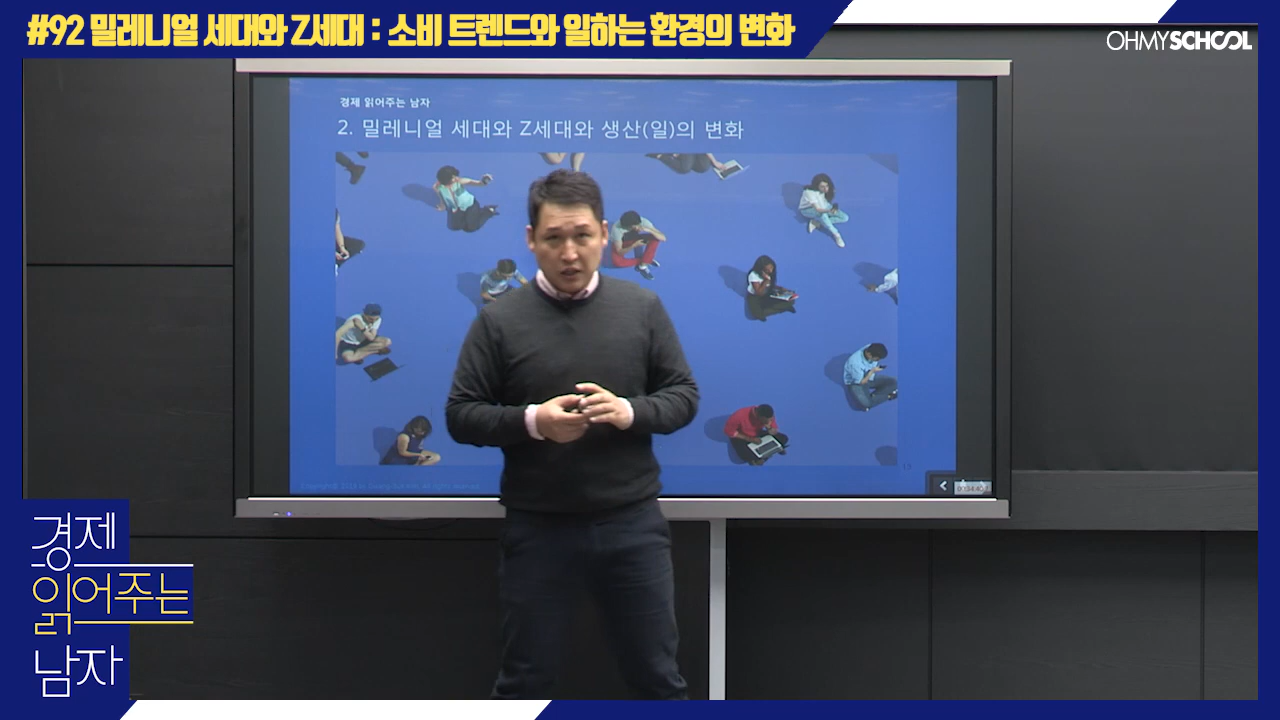 #92 밀레니얼 세대와 Z세대 : 소비 트렌드와 일하는 환경의 변화
OHMYSCHOOL
경제 읽어주는 남자
2. 밀레니얼 세대와 Z세대와 생산(일)의 변화
13
경제
읽어주는
남자